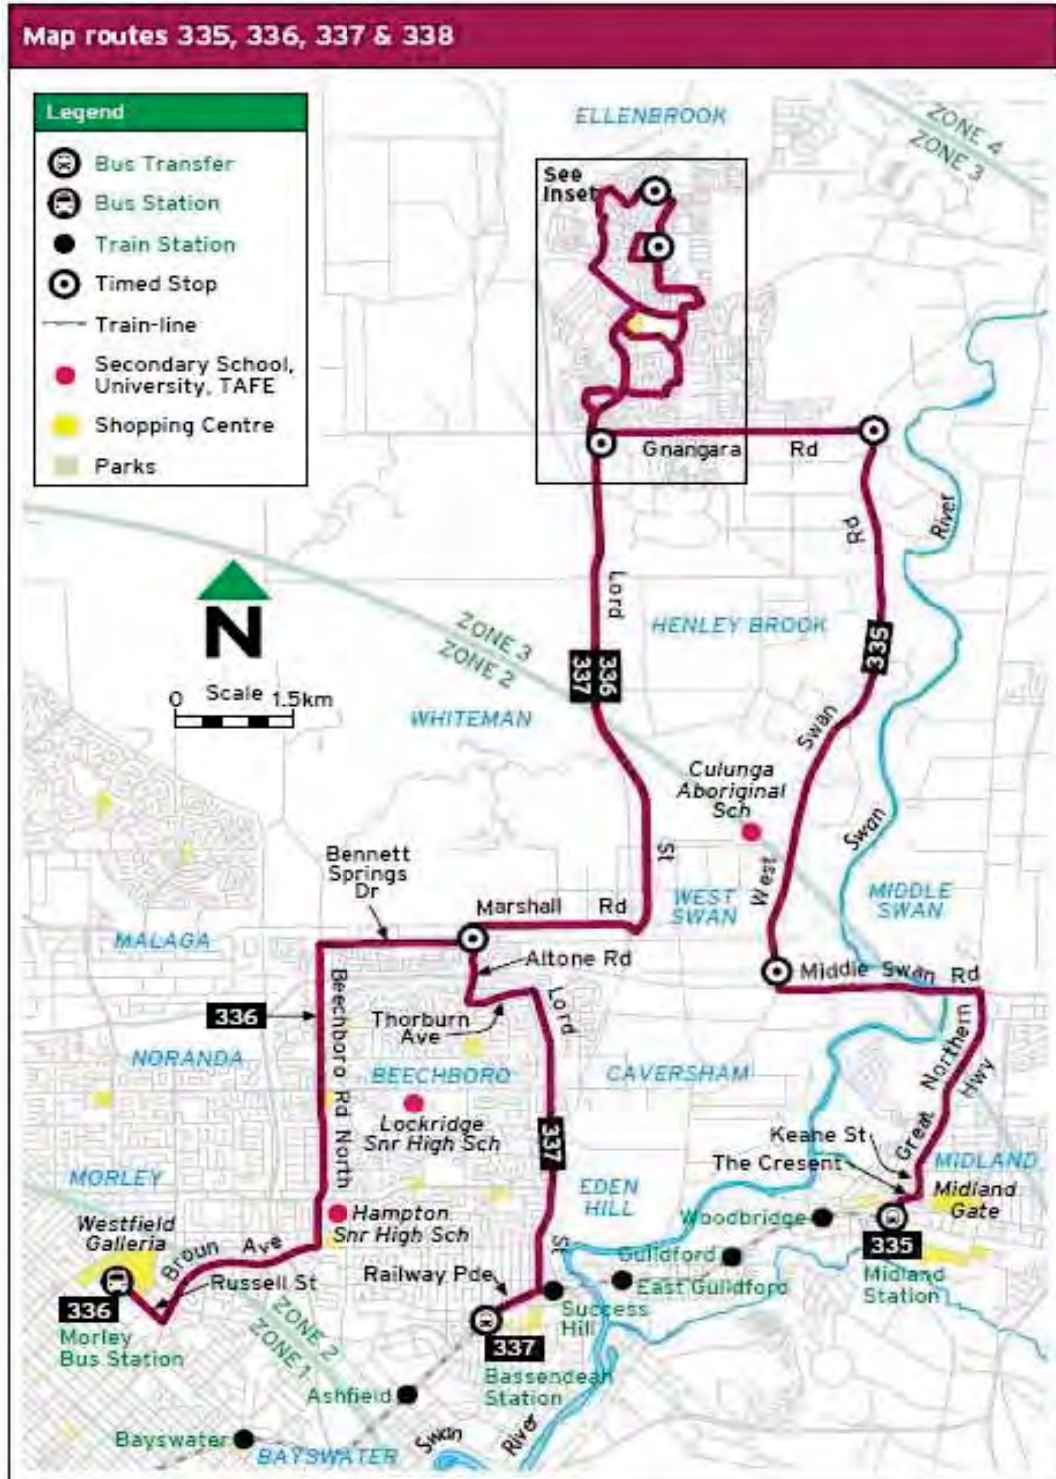 Map routes 335, 336, 337 & 338
Legend
Bus Transfer
Bus Station
Train Station
Timed Stop
Train-line
Secondary School,
University, TAFE
Shopping Centre
Parks
ELLENBROOK
ZONE 4
ZONE 3
See
Inset
Gnangara Rd
River
Rd
Lord
N
Scale
0 1.5km
ZONE 3
ZONE 2
HENLEY BROOK
335
337
336
WHITEMAN
Swan
Culunga
Aboriginal
Sch
Swan
St
West
Bennett
Springs
Dr
WEST
SWAN
MIDDLE
SWAN
Marshall Rd
MALAGA
Altone Rd
Middle Swan Rd
336
Beechboro Rd North
Thorburn
Ave
Lord
Great Northern
Hwy
NORANDA
BEECHBORO
CAVERSHAM
Lockridge
Snr High Sch
337
Keane St
The Cresent
MIDLAND
Midland
Gate
MORLEY
EDEN
HILL
Westfield
Galleria
Hampton
Snr High Sch
Woodbridge
Broun Ave
St
Guildford
335
Midland
Station
Russell St
Railway Pde
East Guildford
336
Morley
Bus Station
Success
Hill
ZONE 2
ZONE 1
337
Bassendean
Station
Ashfield
Bayswater
BAYSWATER
Swan
River